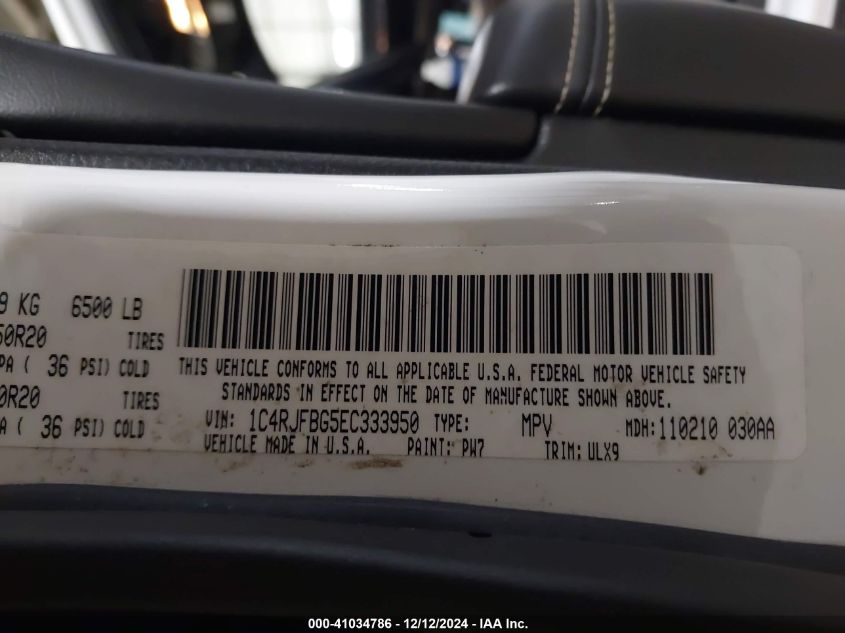 9 KG 6500 LB
50R20 TIRES
PA ( 36 PSI) COLD
0R20 TIRES
A ( 36 PSI) COLD
THIS VEHICLE CONFORMS TO ALL APPLICABLE U.S.A. FEDERAL MOTOR VEHICLE SAFETY
STANDARDS IN EFFECT ON THE DATE OF MANUFACTURE SHOWN ABOVE.
VIN: 1C4RJFBG5EC333950 TYPE: MPV MDH: 110210 030AA
VEHICLE MADE IN U.S.A. PAINT: PW7 TRIM: ULX9
000-41034786 - 12/12/2024 - IAA Inc.